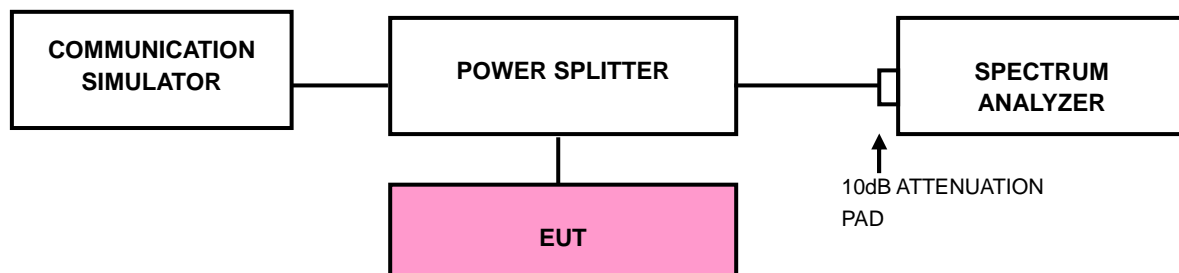 COMMUNICATION
SIMULATOR
POWER SPLITTER
SPECTRUM
ANALYZER
10dB ATTENUATION
PAD
EUT